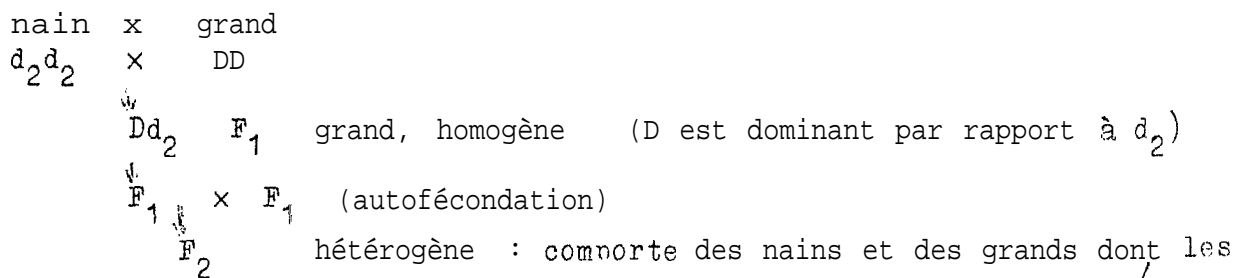 nain x grand
d₂d₂ x DD
Dd₂ F₁ grand, homogène (D est dominant par rapport à d₂)
F₁ x F₁ (autofécondation)
F₂ hétérogène : comnorte des nains et des grands dont les